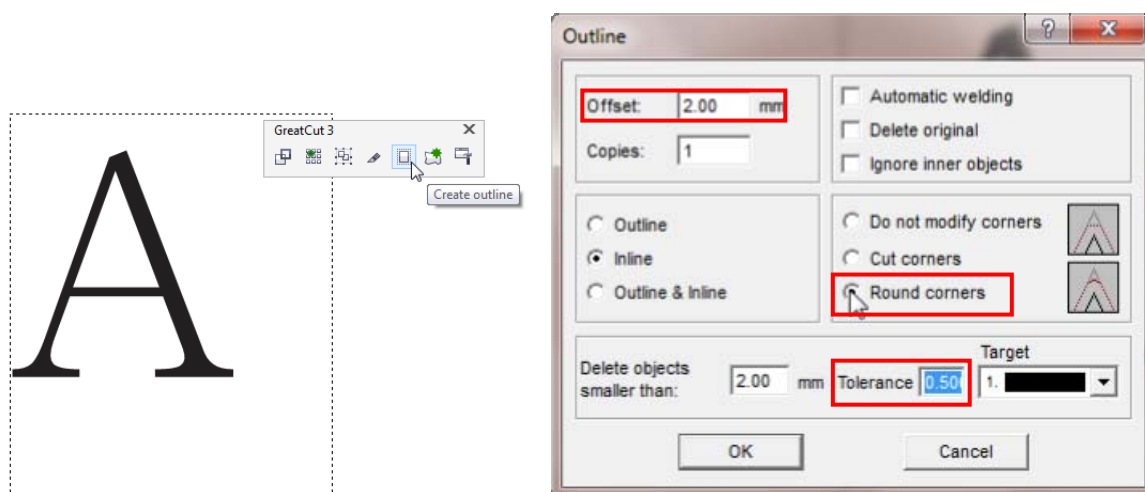 A
GreatCut 3
Create outline
Outline
Offset: 2.00 mm
Copies: 1
Automatic welding
Delete original
Ignore inner objects
Outline
Inline
Outline & Inline
Do not modify corners
Cut corners
Round corners
Delete objects
smaller than: 2.00 mm
Tolerance 0.50
Target
1.
OK
Cancel